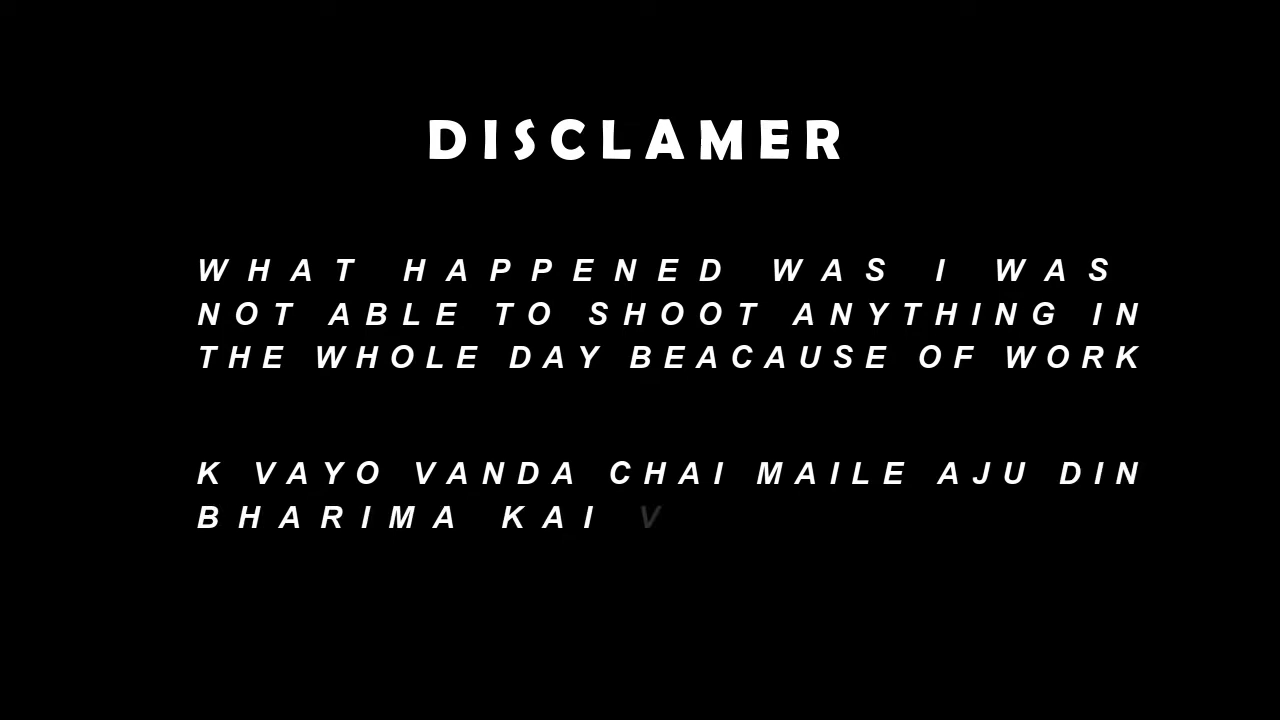 DISCLAMER
WHAT HAPPENED WAS I WAS
NOT ABLE TO SHOOT ANYTHING IN
THE WHOLE DAY BEACAUSE OF WORK
K VAYO VANDA CHAI MAILE AJU DIN
BHARIMA KAI V